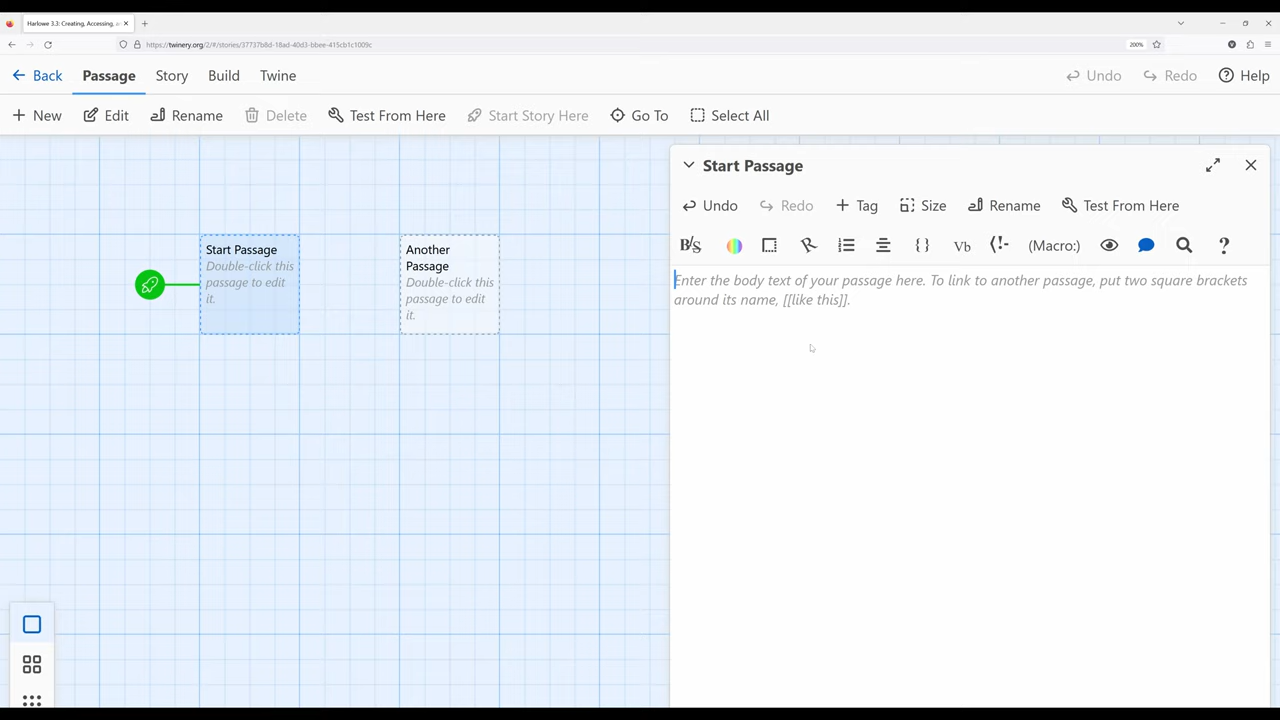 Harlowe 3.3: Creating, Accessing, a
https://twinery.org/2/#/stories/37737b8d-18ad-40d3-bbee-415cb1c1009c
200%
Back Passage Story Build Twine Undo Redo Help
New Edit Rename Delete Test From Here Start Story Here Go To Select All
Start Passage
Double-click this
passage to edit
it.
Another
Passage
Double-click this
passage to edit
it.
Start Passage
Undo Redo + Tag Size Rename Test From Here
B/S { } Vb (!- (Macro:) ?
Enter the body text of your passage here. To link to another passage, put two square brackets
around its name, [[like this]].